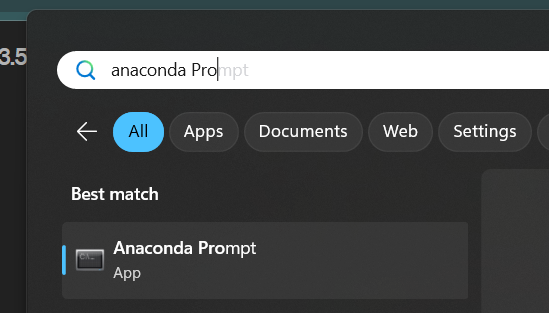 3.5
anaconda Prompt
All Apps Documents Web Settings
Best match
Anaconda Prompt
App